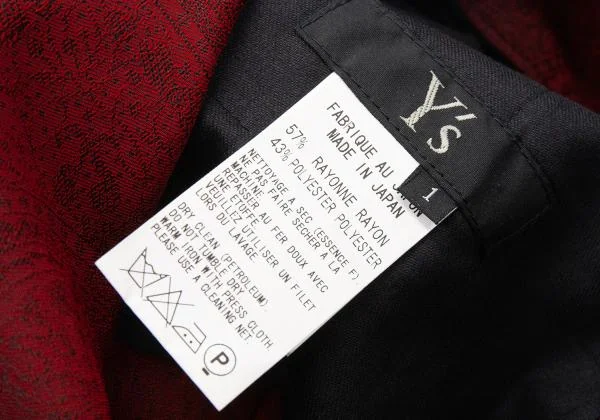 Y's
1
FABRIQUE AU JAPON
MADE IN JAPAN
57% RAYONNE RAYON
43% POLYESTER POLYESTER
NETTOYAGE A SEC (ESSENCE F).
NE PAS FAIRE SECHER A LA
MACHINE
REPASSER AU FER DOUX AVEC
UNE ETOFFE.
VEUILLEZ UTILISER UN FILET
LORS DU LAVAGE.
DRY CLEAN (PETROLEUM).
DO NOT TUMBLE DRY.
WARM IRON WITH PRESS CLOTH.
PLEASE USE A CLEANING NET.
P